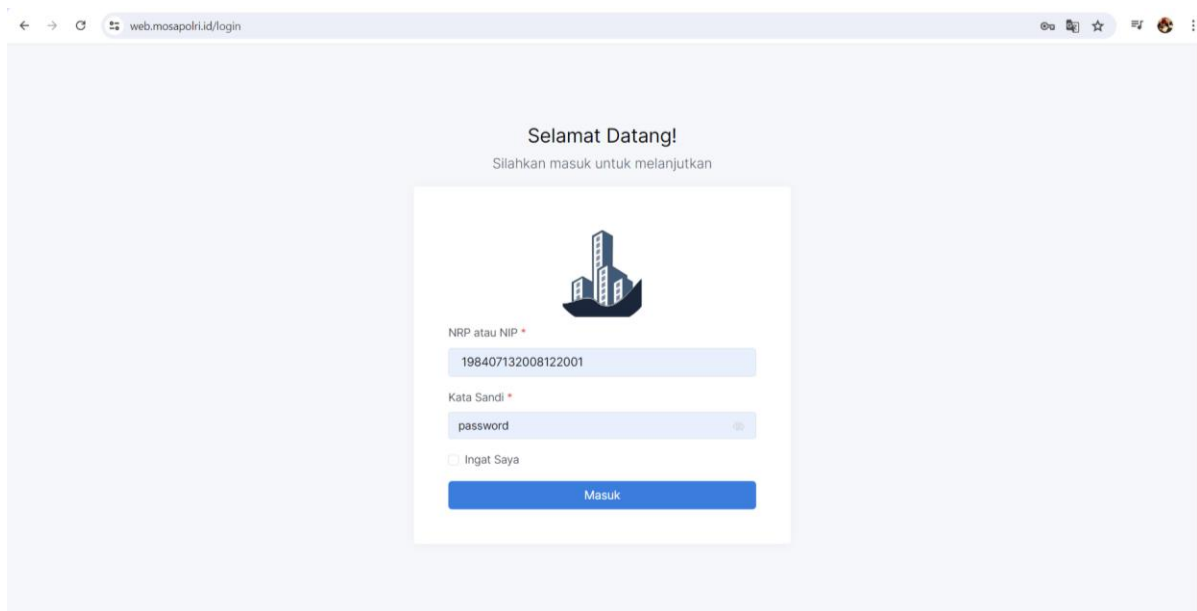 web.mosapolri.id/login
Selamat Datang!
Silahkan masuk untuk melanjutkan
NRP atau NIP *
198407132008122001
Kata Sandi *
password
Ingat Saya
Masuk